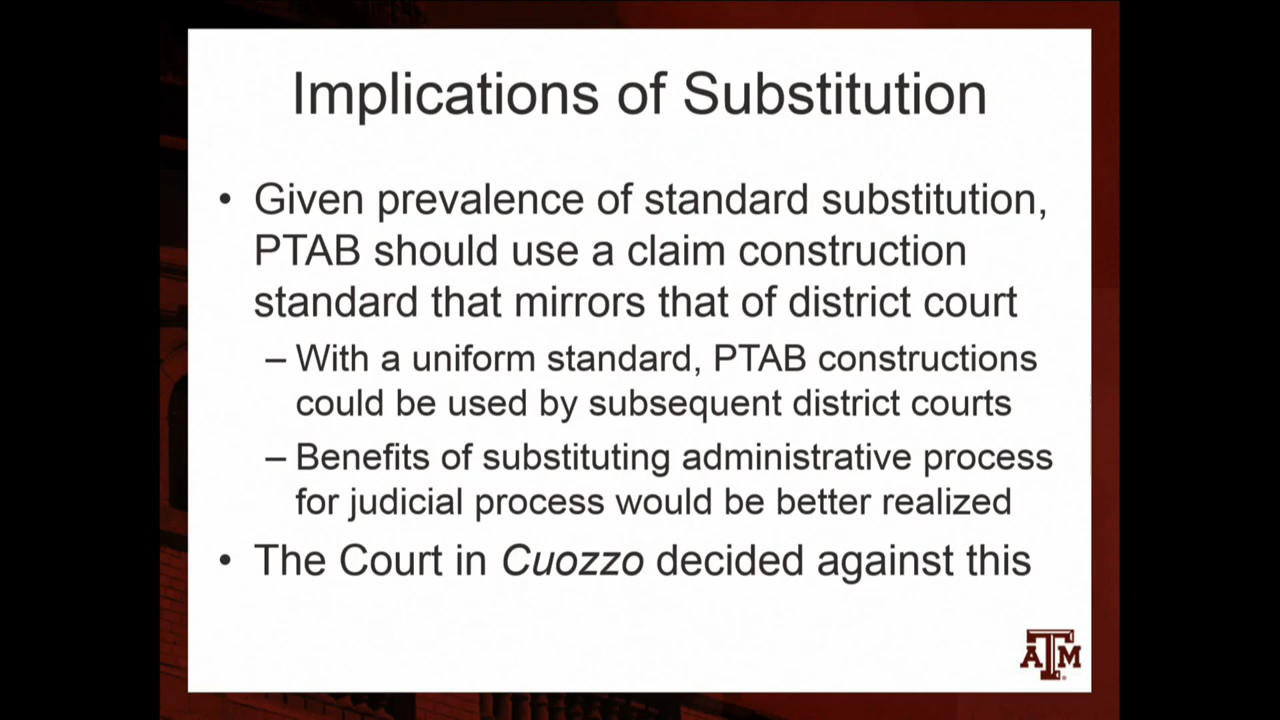 Implications of Substitution
• Given prevalence of standard substitution,
PTAB should use a claim construction
standard that mirrors that of district court
– With a uniform standard, PTAB constructions
could be used by subsequent district courts
– Benefits of substituting administrative process
for judicial process would be better realized
• The Court in Cuozzo decided against this
ATM